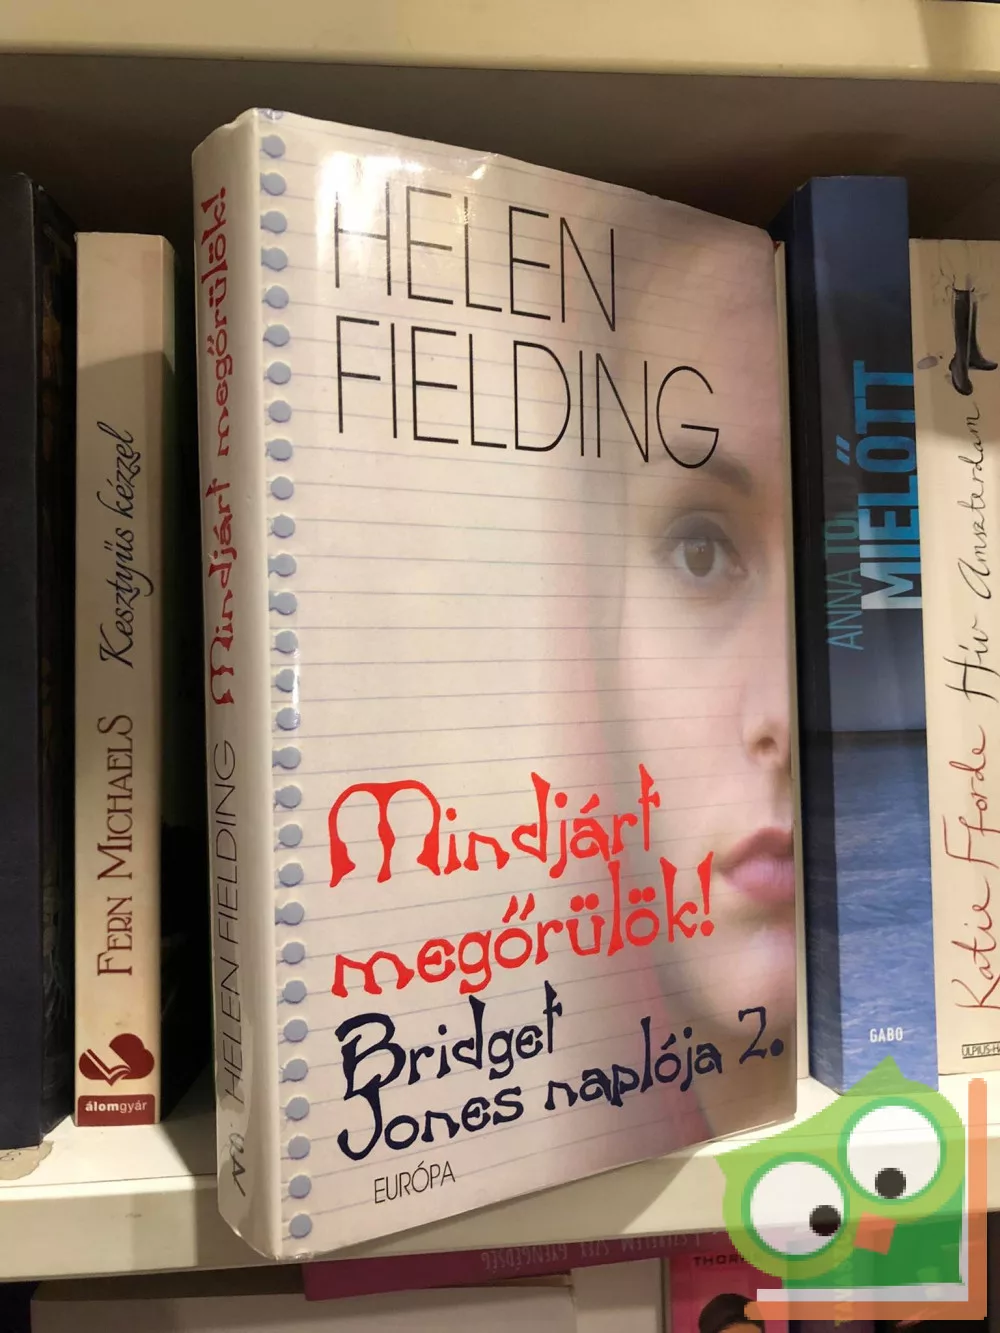 HELEN
FIELDING
Mindjárt
megőrülök!
Bridget
Jones naplója 2.
EURÓPA
HELEN FIELDING Mindjárt megőrülök!
FERN MICHAELS Kesztyűs kézzel
álomgyár
ANNA
MIELŐTT
GABO
Katie Fforde Hív Amszterdam